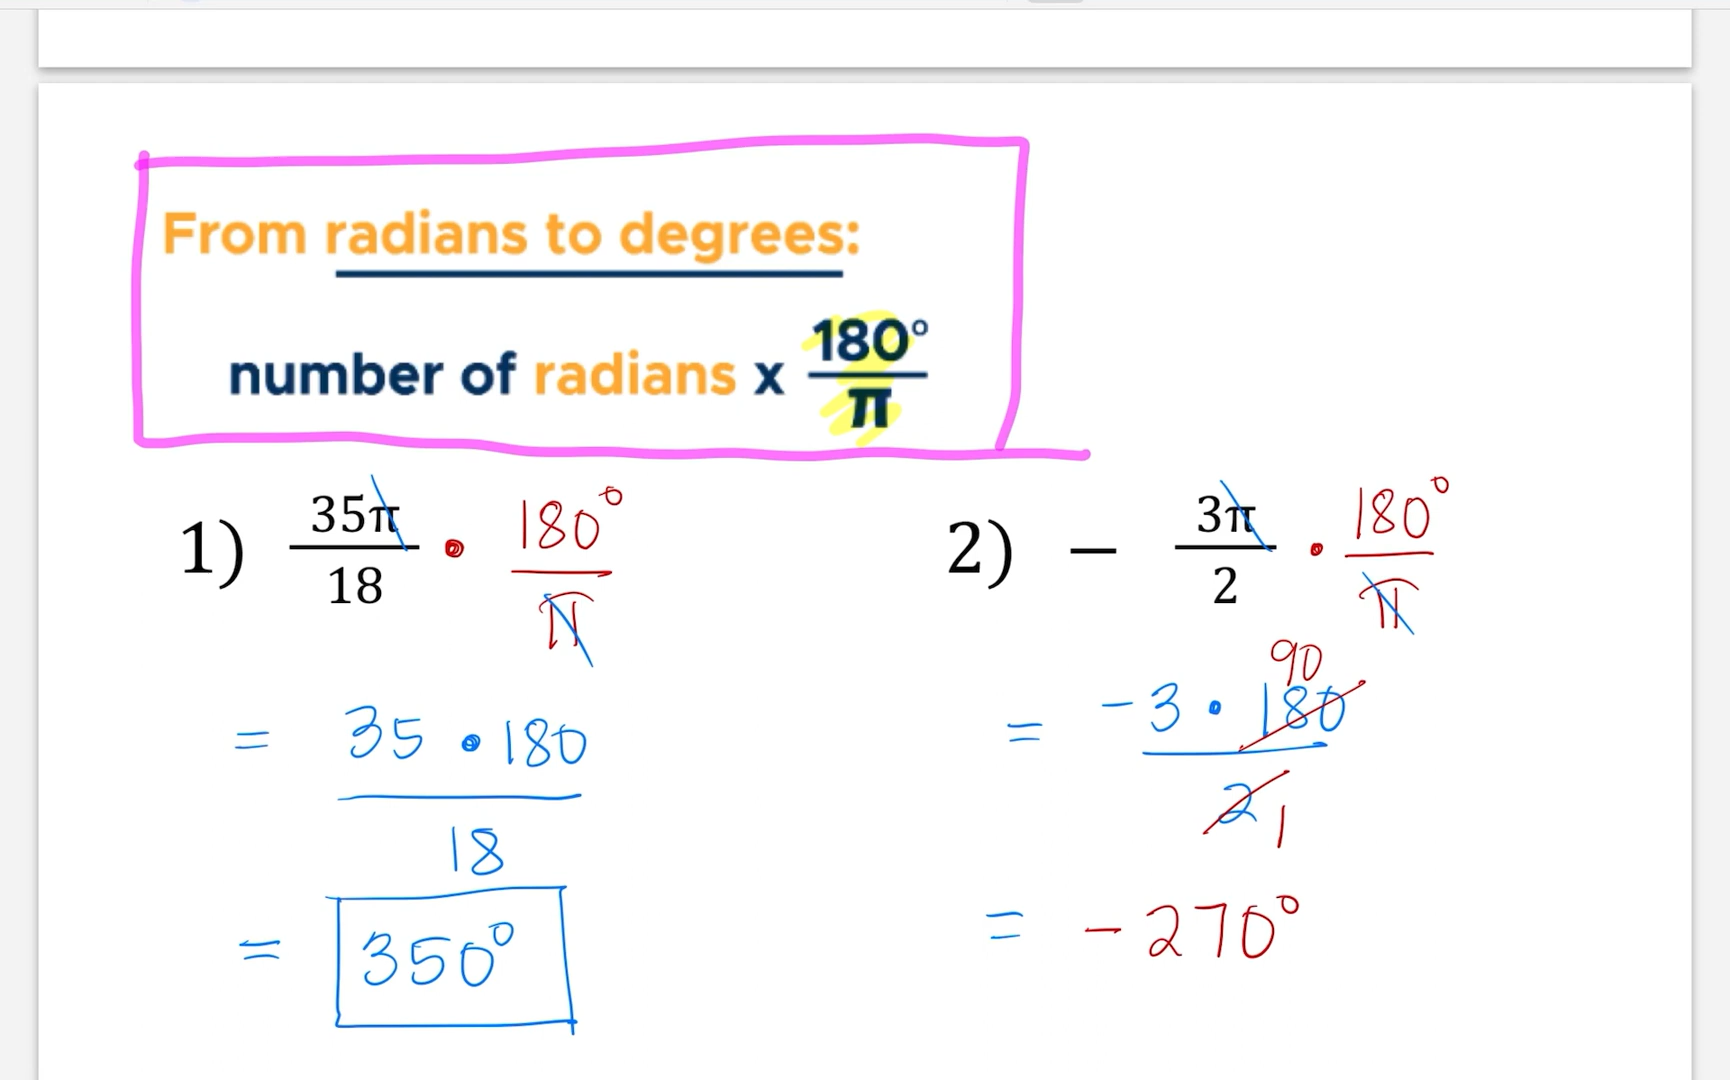 From radians to degrees:
number of radians x 180°/π
1) 35π/18 • 180°/π
= 35 • 180 / 18
= 350°
2) − 3π/2 • 180°/π
90
= −3 • 180 / 2 1
= −270°